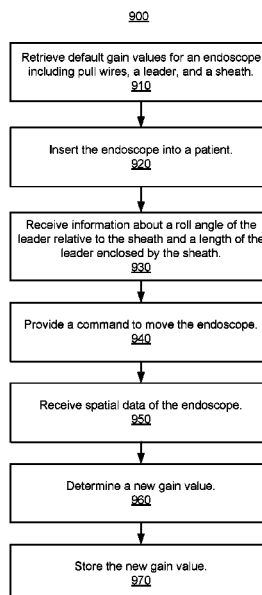 900
Retrieve default gain values for an endoscope
including pull wires, a leader, and a sheath.
910
Insert the endoscope into a patient.
920
Receive information about a roll angle of the
leader relative to the sheath and a length of the
leader enclosed by the sheath.
930
Provide a command to move the endoscope.
940
Receive spatial data of the endoscope.
950
Determine a new gain value.
960
Store the new gain value.
970